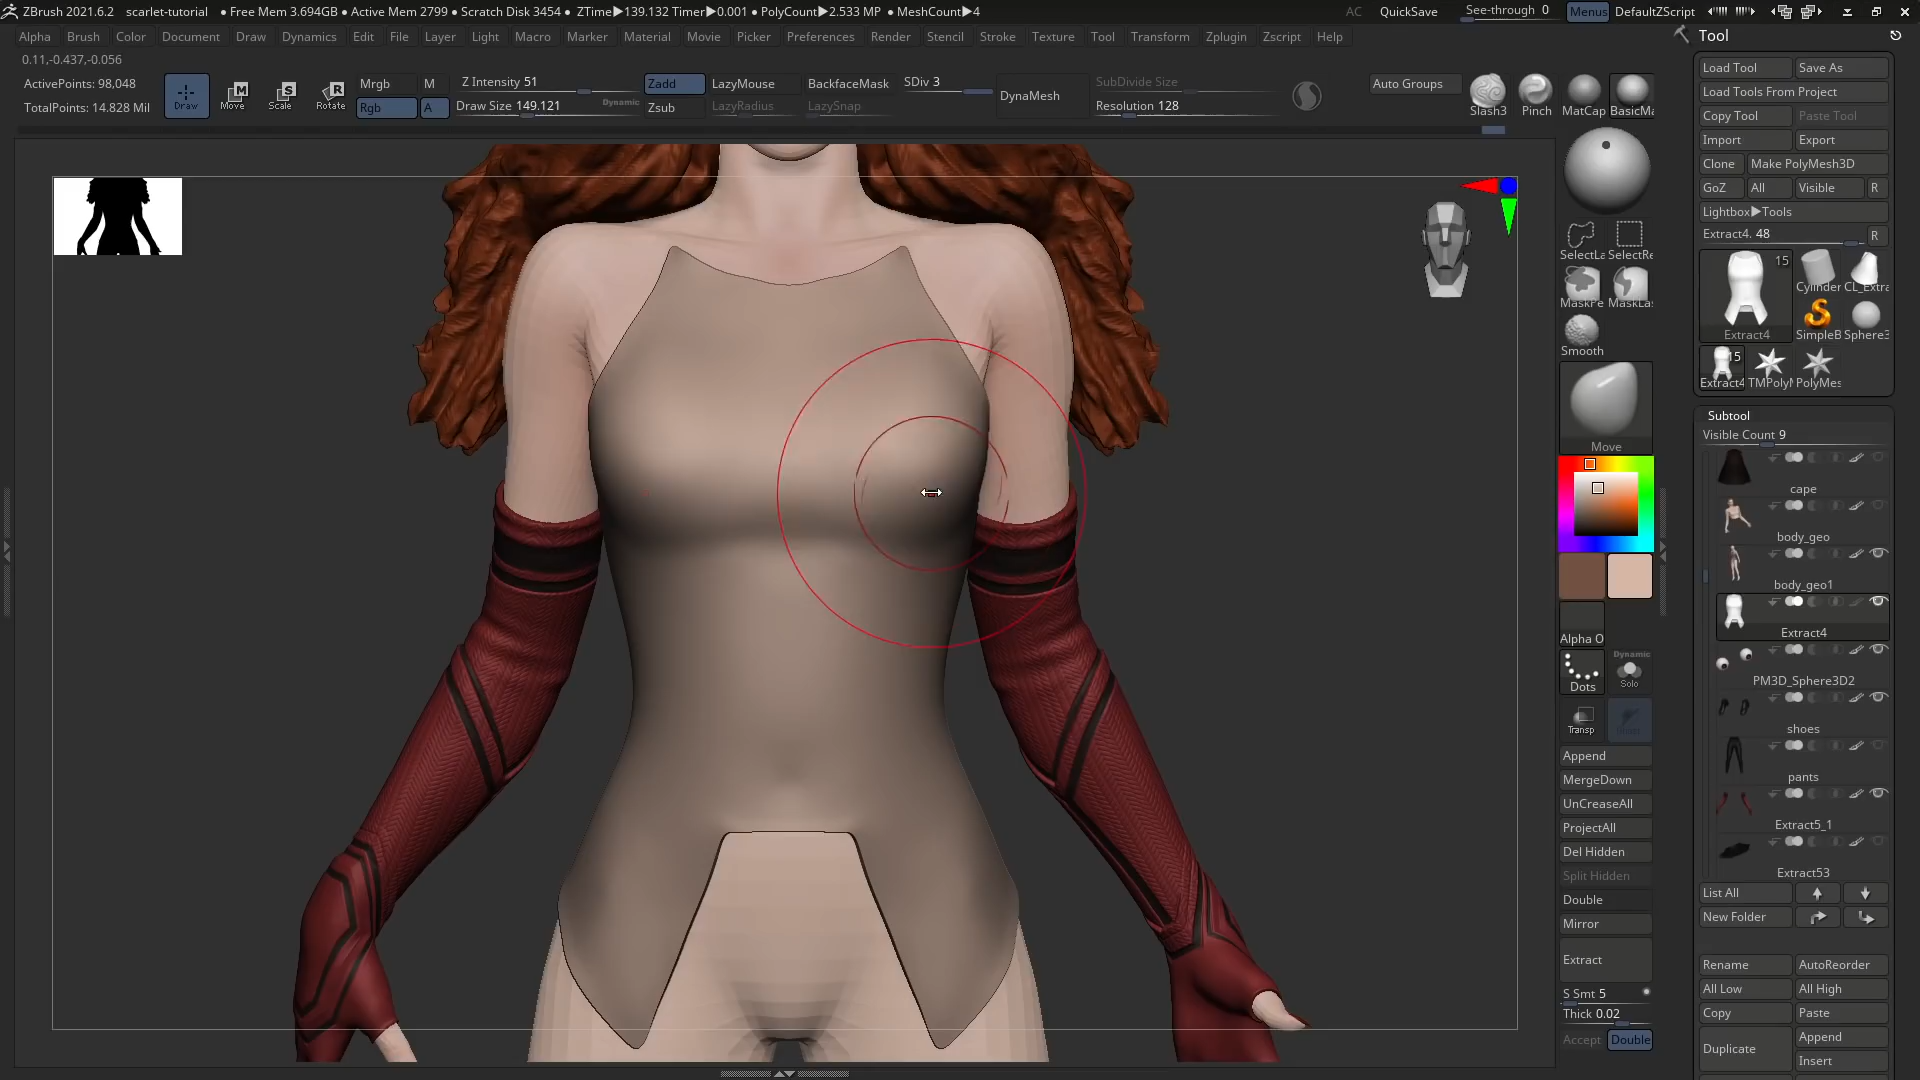 ZBrush 2021.6.2 scarlet-tutorial ● Free Mem 3.694GB ● Active Mem 2799 ● Scratch Disk 3454 ● ZTime▶139.132 Timer▶0.001 ● PolyCount▶2.533 MP ● MeshCount▶4 AC QuickSave See-through 0 Menus DefaultZScript
Alpha Brush Color Document Draw Dynamics Edit File Layer Light Macro Marker Material Movie Picker Preferences Render Stencil Stroke Texture Tool Transform Zplugin Zscript Help
0.11,-0.437,-0.056
ActivePoints: 98,048
TotalPoints: 14.828 Mil
Draw Move Scale Rotate
Mrgb M
Rgb A
Z Intensity 51
Draw Size 149.121 Dynamic
Zadd
Zsub
LazyMouse
LazyRadius
BackfaceMask
LazySnap
SDiv 3
DynaMesh
SubDivide Size
Resolution 128
Auto Groups
Slash3 Pinch MatCap BasicMa
SelectLa SelectRe
MaskPe MaskLas
Smooth
Move
Alpha O
Dots
Dynamic
Solo
Transp
Append
MergeDown
UnCreaseAll
ProjectAll
Del Hidden
Split Hidden
Double
Mirror
Extract
S Smt 5
Thick 0.02
Accept Double
Tool
Load Tool Save As
Load Tools From Project
Copy Tool Paste Tool
Import Export
Clone Make PolyMesh3D
GoZ All Visible R
Lightbox▶Tools
Extract4. 48 R
15
Extract4
Cylinder CL_Extra
SimpleB Sphere3
15
Extract4 TMPolyM PolyMes
Subtool
Visible Count 9
cape
body_geo
body_geo1
Extract4
PM3D_Sphere3D2
shoes
pants
Extract5_1
Extract53
List All
New Folder
Rename AutoReorder
All Low All High
Copy Paste
Duplicate Append
Insert